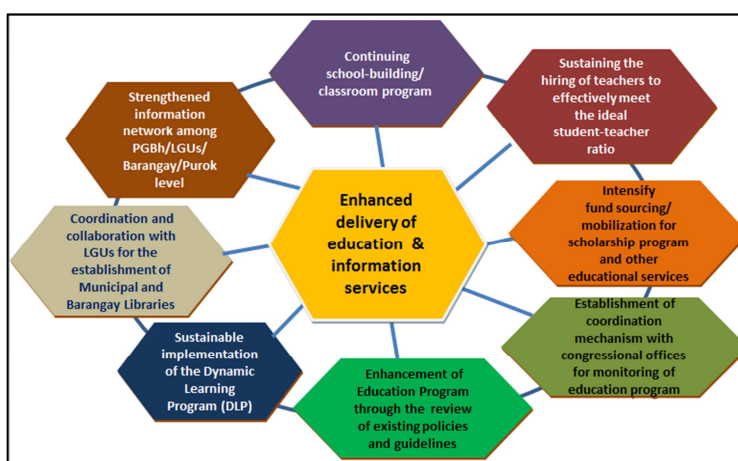 Continuing
school-building/
classroom program
Sustaining the
hiring of teachers to
effectively meet
the ideal
student-teacher
ratio
Strengthened
information
network among
PGBh/LGUs/
Barangay/Purok
level
Enhanced
delivery of
education &
information
services
Intensify
fund sourcing/
mobilization for
scholarship program
and other
educational services
Coordination and
collaboration with
LGUs for the
establishment of
Municipal and
Barangay Libraries
Establishment of
coordination
mechanism with
congressional offices
for monitoring of
education program
Sustainable
implementation
of the Dynamic
Learning
Program (DLP)
Enhancement of
Education Program
through the review
of existing policies
and guidelines